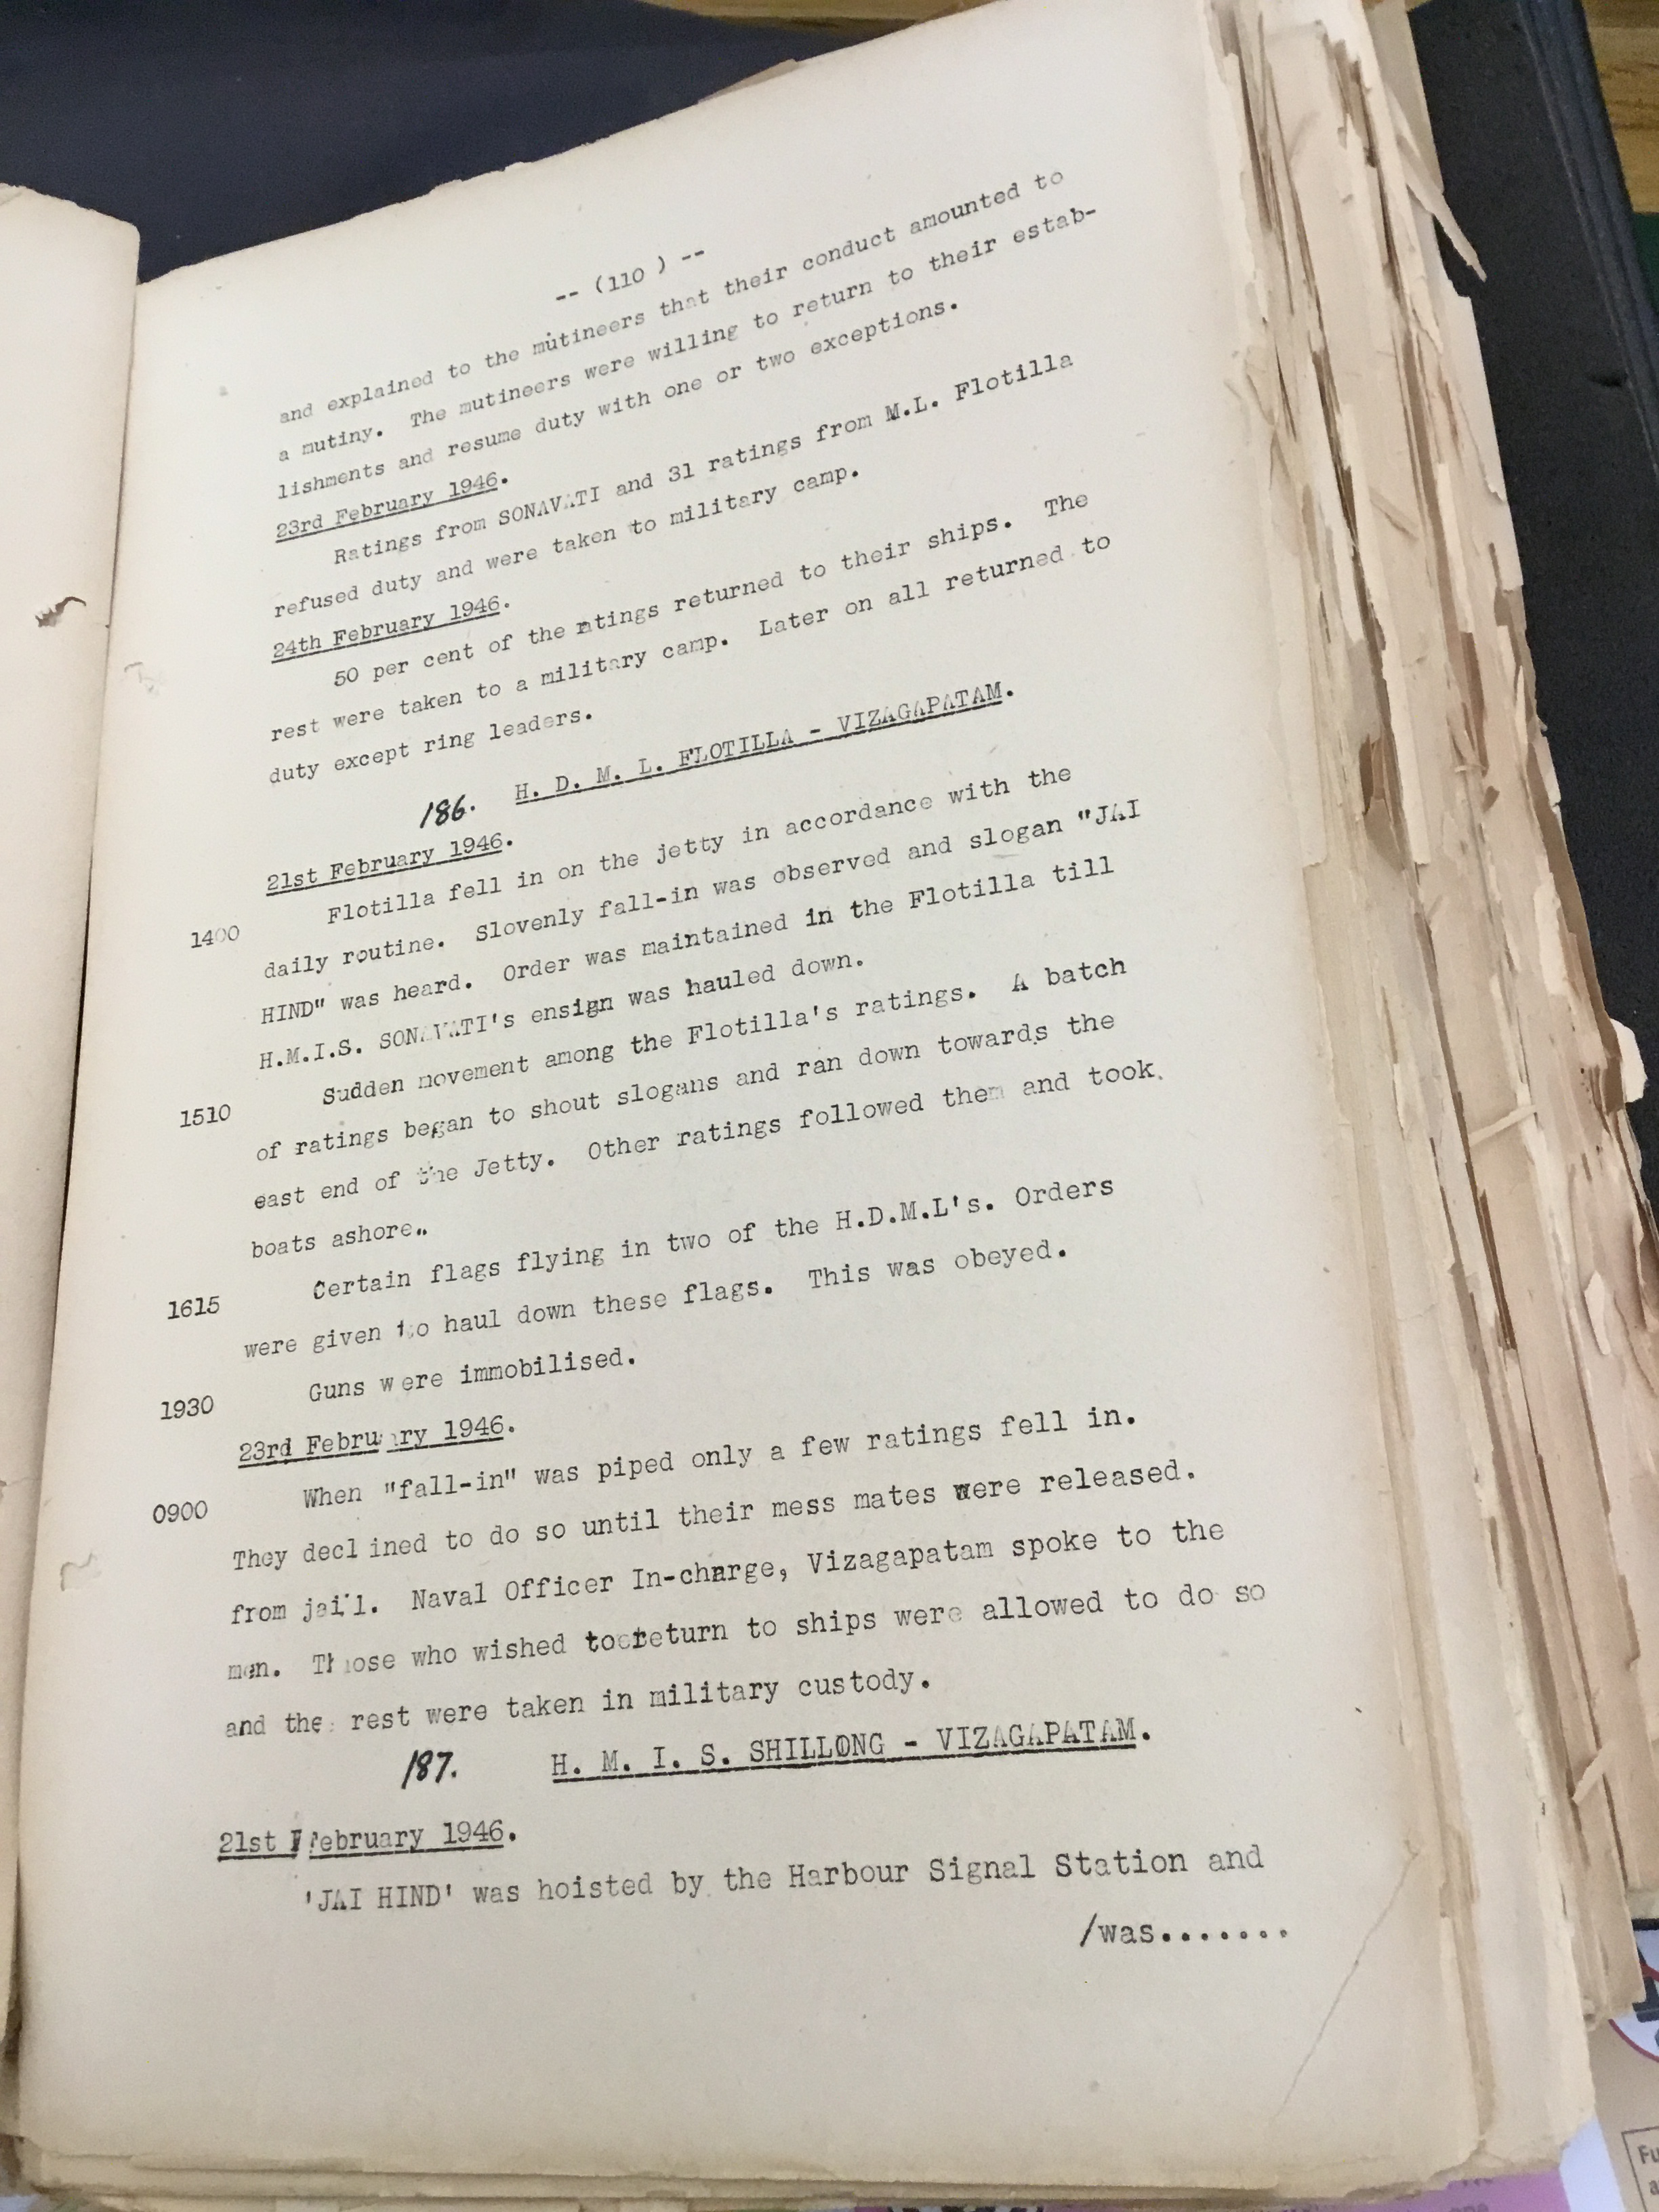 -- (110 ) --
and explained to the mutineers that their conduct amounted to
a mutiny. The mutineers were willing to return to their estab-
lishments and resume duty with one or two exceptions.
23rd February 1946.
Ratings from SONAVATI and 31 ratings from M.L. Flotilla
refused duty and were taken to military camp.
24th February 1946.
50 per cent of the ratings returned to their ships. The
rest were taken to a military camp. Later on all returned to
duty except ring leaders.
186. H. D. M. L. FLOTILLA - VIZAGAPATAM.
21st February 1946.
1400 Flotilla fell in on the jetty in accordance with the
daily routine. Slovenly fall-in was observed and slogan "JAI
HIND" was heard. Order was maintained in the Flotilla till
H.M.I.S. SONAVATI's ensign was hauled down.
1510 Sudden movement among the Flotilla's ratings. A batch
of ratings began to shout slogans and ran down towards the
east end of the Jetty. Other ratings followed them and took
boats ashore..
1615 Certain flags flying in two of the H.D.M.L's. Orders
were given to haul down these flags. This was obeyed.
1930 Guns were immobilised.
23rd February 1946.
0900 When "fall-in" was piped only a few ratings fell in.
They declined to do so until their mess mates were released.
from jail. Naval Officer In-charge, Vizagapatam spoke to the
men. Those who wished to return to ships were allowed to do so
and the rest were taken in military custody.
187. H. M. I. S. SHILLONG - VIZAGAPATAM.
21st February 1946.
'JAI HIND' was hoisted by the Harbour Signal Station and
/was.......